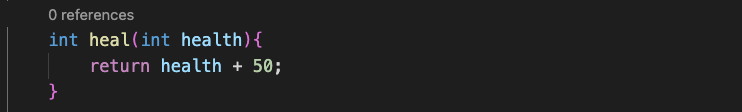 0 references
int heal(int health){
    return health + 50;
}